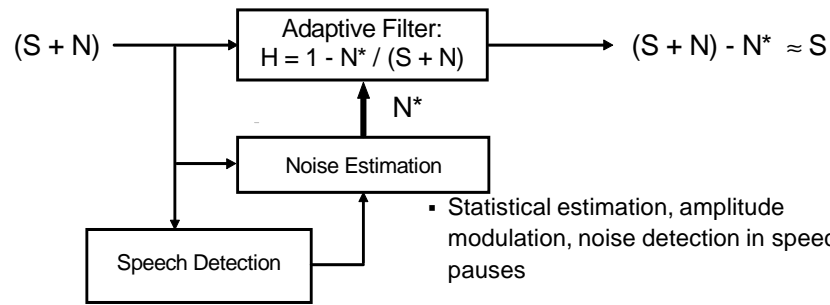 Adaptive Filter:
(S + N)
H = 1 - N* / (S + N)
(S + N) - N* ≈ S
N*
Noise Estimation
▪ Statistical estimation, amplitude
modulation, noise detection in speec
pauses
Speech Detection